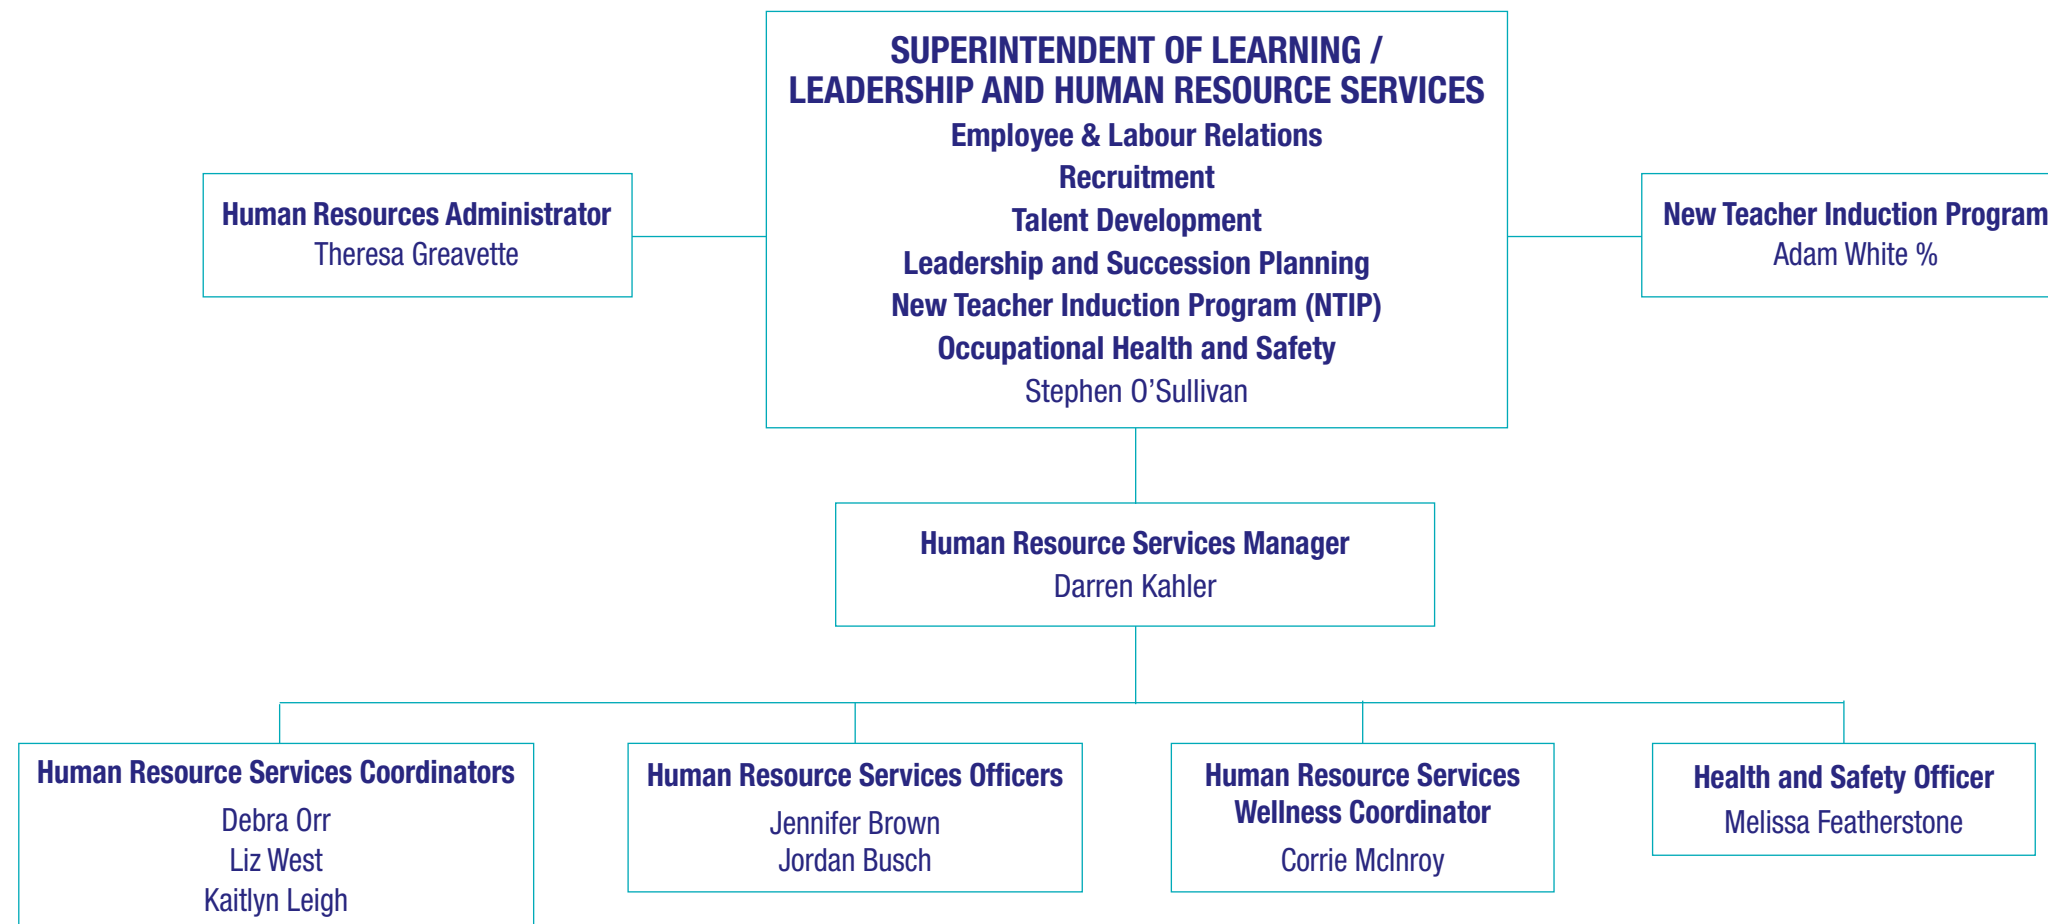 SUPERINTENDENT OF LEARNING /
LEADERSHIP AND HUMAN RESOURCE SERVICES
Employee & Labour Relations
Recruitment
Talent Development
Leadership and Succession Planning
New Teacher Induction Program (NTIP)
Occupational Health and Safety
Stephen O’Sullivan
Human Resources Administrator
Theresa Greavette
New Teacher Induction Program
Adam White %
Human Resource Services Manager
Darren Kahler
Human Resource Services Coordinators
Debra Orr
Liz West
Kaitlyn Leigh
Human Resource Services Officers
Jennifer Brown
Jordan Busch
Human Resource Services
Wellness Coordinator
Corrie McInroy
Health and Safety Officer
Melissa Featherstone